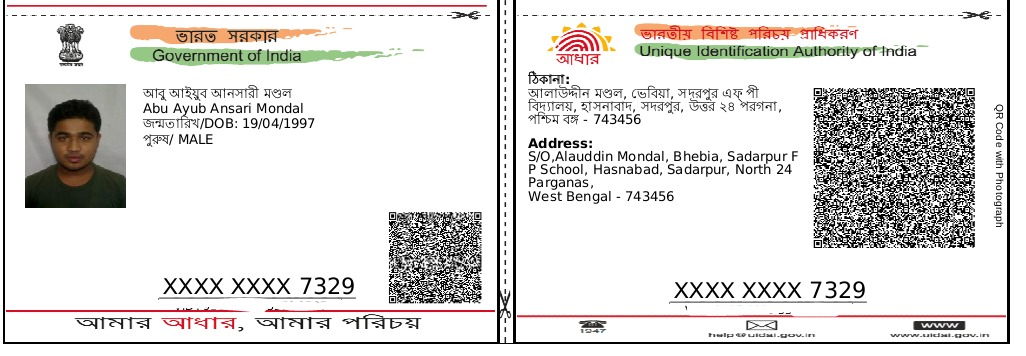 ভারত সরকার
Government of India
আবু আইয়ুব আনসারী মণ্ডল
Abu Ayub Ansari Mondal
জন্মতারিখ/DOB: 19/04/1997
পুরুষ/ MALE
XXXX XXXX 7329
আমার আধার, আমার পরিচয়
ভারতীয় বিশিষ্ট পরিচয় প্রাধিকরণ
Unique Identification Authority of India
আধার
ঠিকানা:
আলাউদ্দীন মণ্ডল, ভেবিয়া, সদরপুর এফ্ পী
বিদ্যালয়, হাসনাবাদ, সদরপুর, উত্তর ২৪ পরগনা,
পশ্চিম বঙ্গ - 743456
Address:
S/O,Alauddin Mondal, Bhebia, Sadarpur F
P School, Hasnabad, Sadarpur, North 24
Parganas,
West Bengal - 743456
QR Code with Photograph
XXXX XXXX 7329
1947
help@uidai.gov.in
www
www.uidai.gov.in